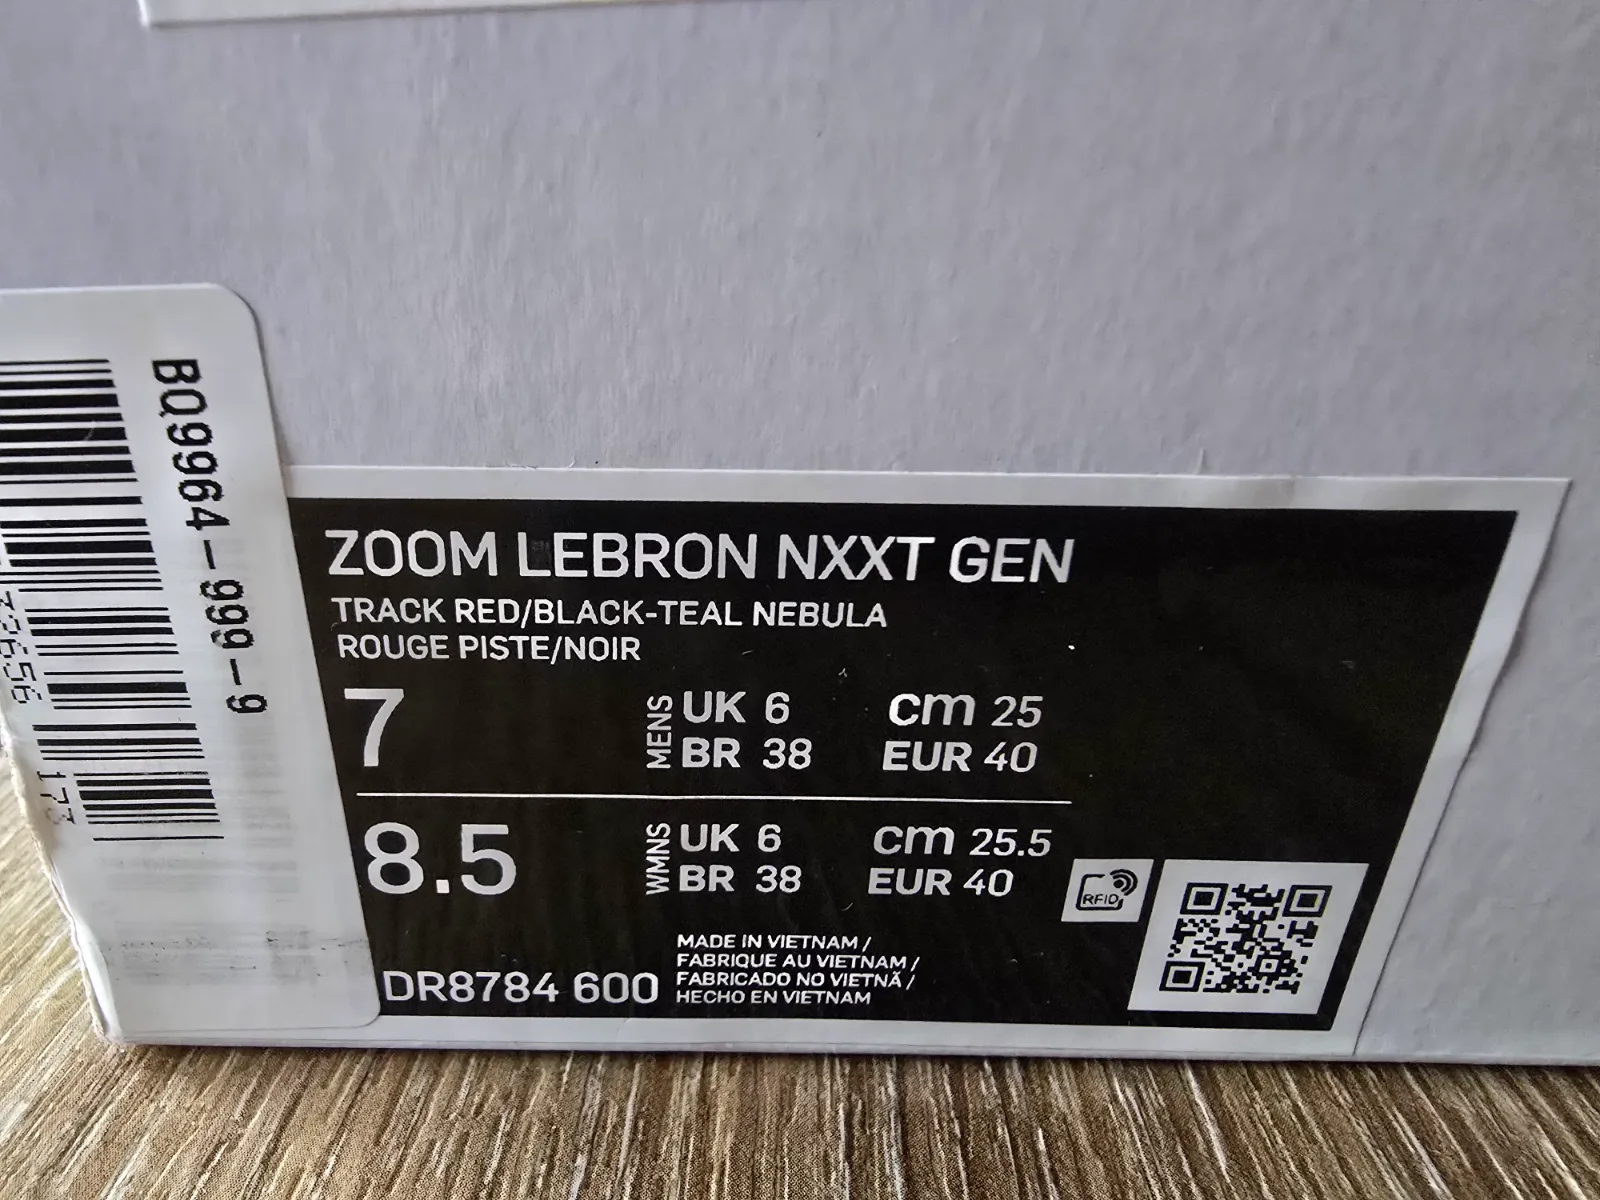 BQ9964-999-9
173
ZOOM LEBRON NXXT GEN
TRACK RED/BLACK-TEAL NEBULA
ROUGE PISTE/NOIR
7 MENS UK 6 CM 25
BR 38 EUR 40
8.5 WMNS UK 6 CM 25.5
BR 38 EUR 40
RFID
DR8784 600
MADE IN VIETNAM /
FABRIQUE AU VIETNAM /
FABRICADO NO VIETNÃ /
HECHO EN VIETNAM